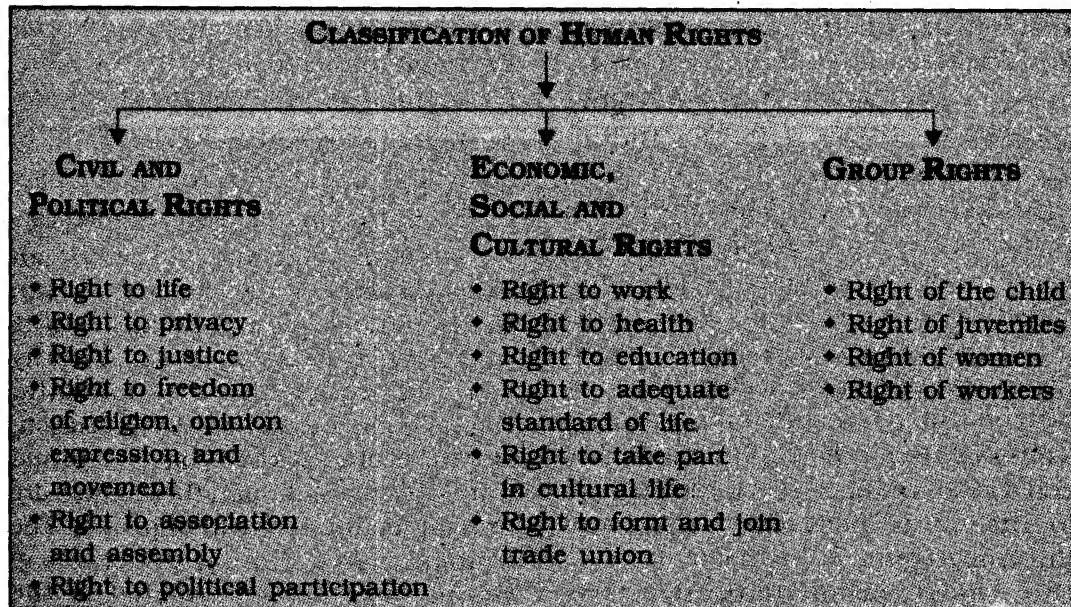 CLASSIFICATION OF HUMAN RIGHTS
CIVIL AND
POLITICAL RIGHTS
• Right to life
• Right to privacy
• Right to justice
• Right to freedom
of religion, opinion
expression and
movement
• Right to association
and assembly
• Right to political participation
ECONOMIC,
SOCIAL AND
CULTURAL RIGHTS
• Right to work
• Right to health
• Right to education
• Right to adequate
standard of life
• Right to take part
in cultural life
• Right to form and join
trade union
GROUP RIGHTS
• Right of the child
• Right of juveniles
• Right of women
• Right of workers